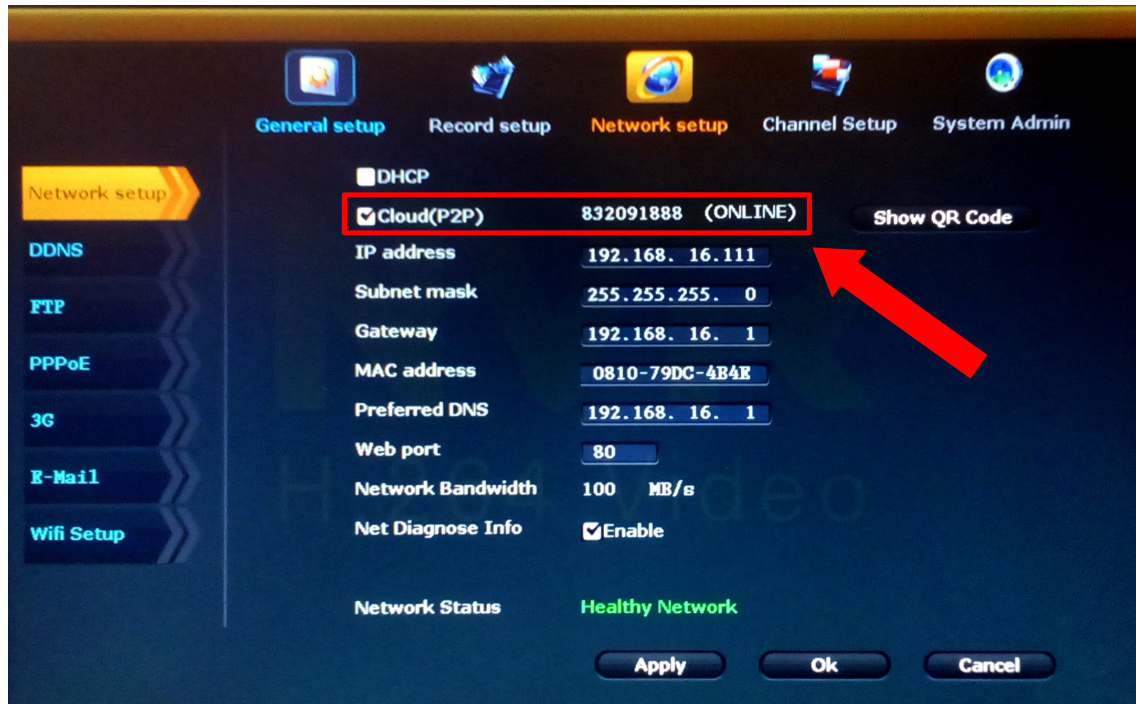 General setup Record setup Network setup Channel Setup System Admin
Network setup
DDNS
FTP
PPPoE
3G
E-Mail
Wifi Setup
DHCP
Cloud(P2P) 832091888 (ONLINE) Show QR Code
IP address 192.168. 16.111
Subnet mask 255.255.255. 0
Gateway 192.168. 16. 1
MAC address 0810-79DC-4B4E
Preferred DNS 192.168. 16. 1
Web port 80
Network Bandwidth 100 MB/s
Net Diagnose Info Enable
Network Status Healthy Network
Apply Ok Cancel
H.264 Video